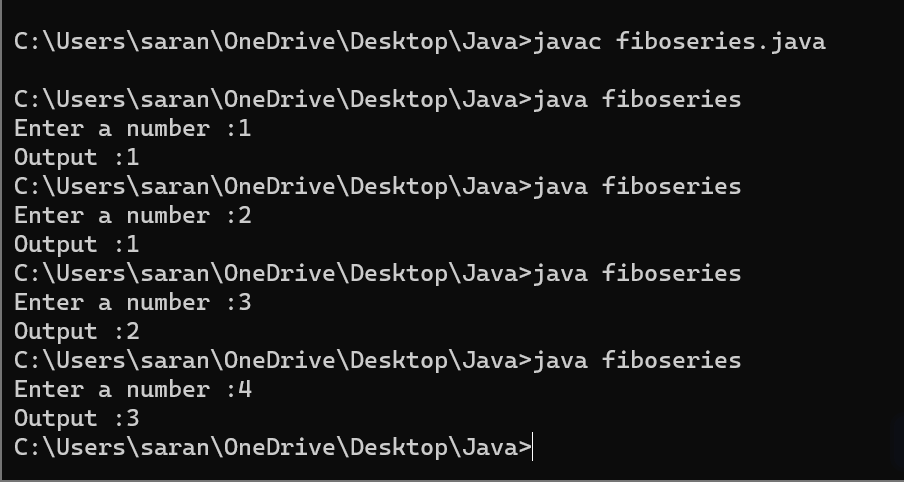 C:\Users\saran\OneDrive\Desktop\Java>javac fiboseries.java
C:\Users\saran\OneDrive\Desktop\Java>java fiboseries
Enter a number :1
Output :1
C:\Users\saran\OneDrive\Desktop\Java>java fiboseries
Enter a number :2
Output :1
C:\Users\saran\OneDrive\Desktop\Java>java fiboseries
Enter a number :3
Output :2
C:\Users\saran\OneDrive\Desktop\Java>java fiboseries
Enter a number :4
Output :3
C:\Users\saran\OneDrive\Desktop\Java>